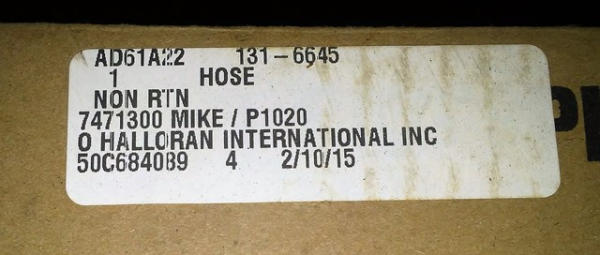 AD61A22 131-6645
1 HOSE
NON RTN
7471300 MIKE / P1020
O HALLORAN INTERNATIONAL INC
50C684089 4 2/10/15